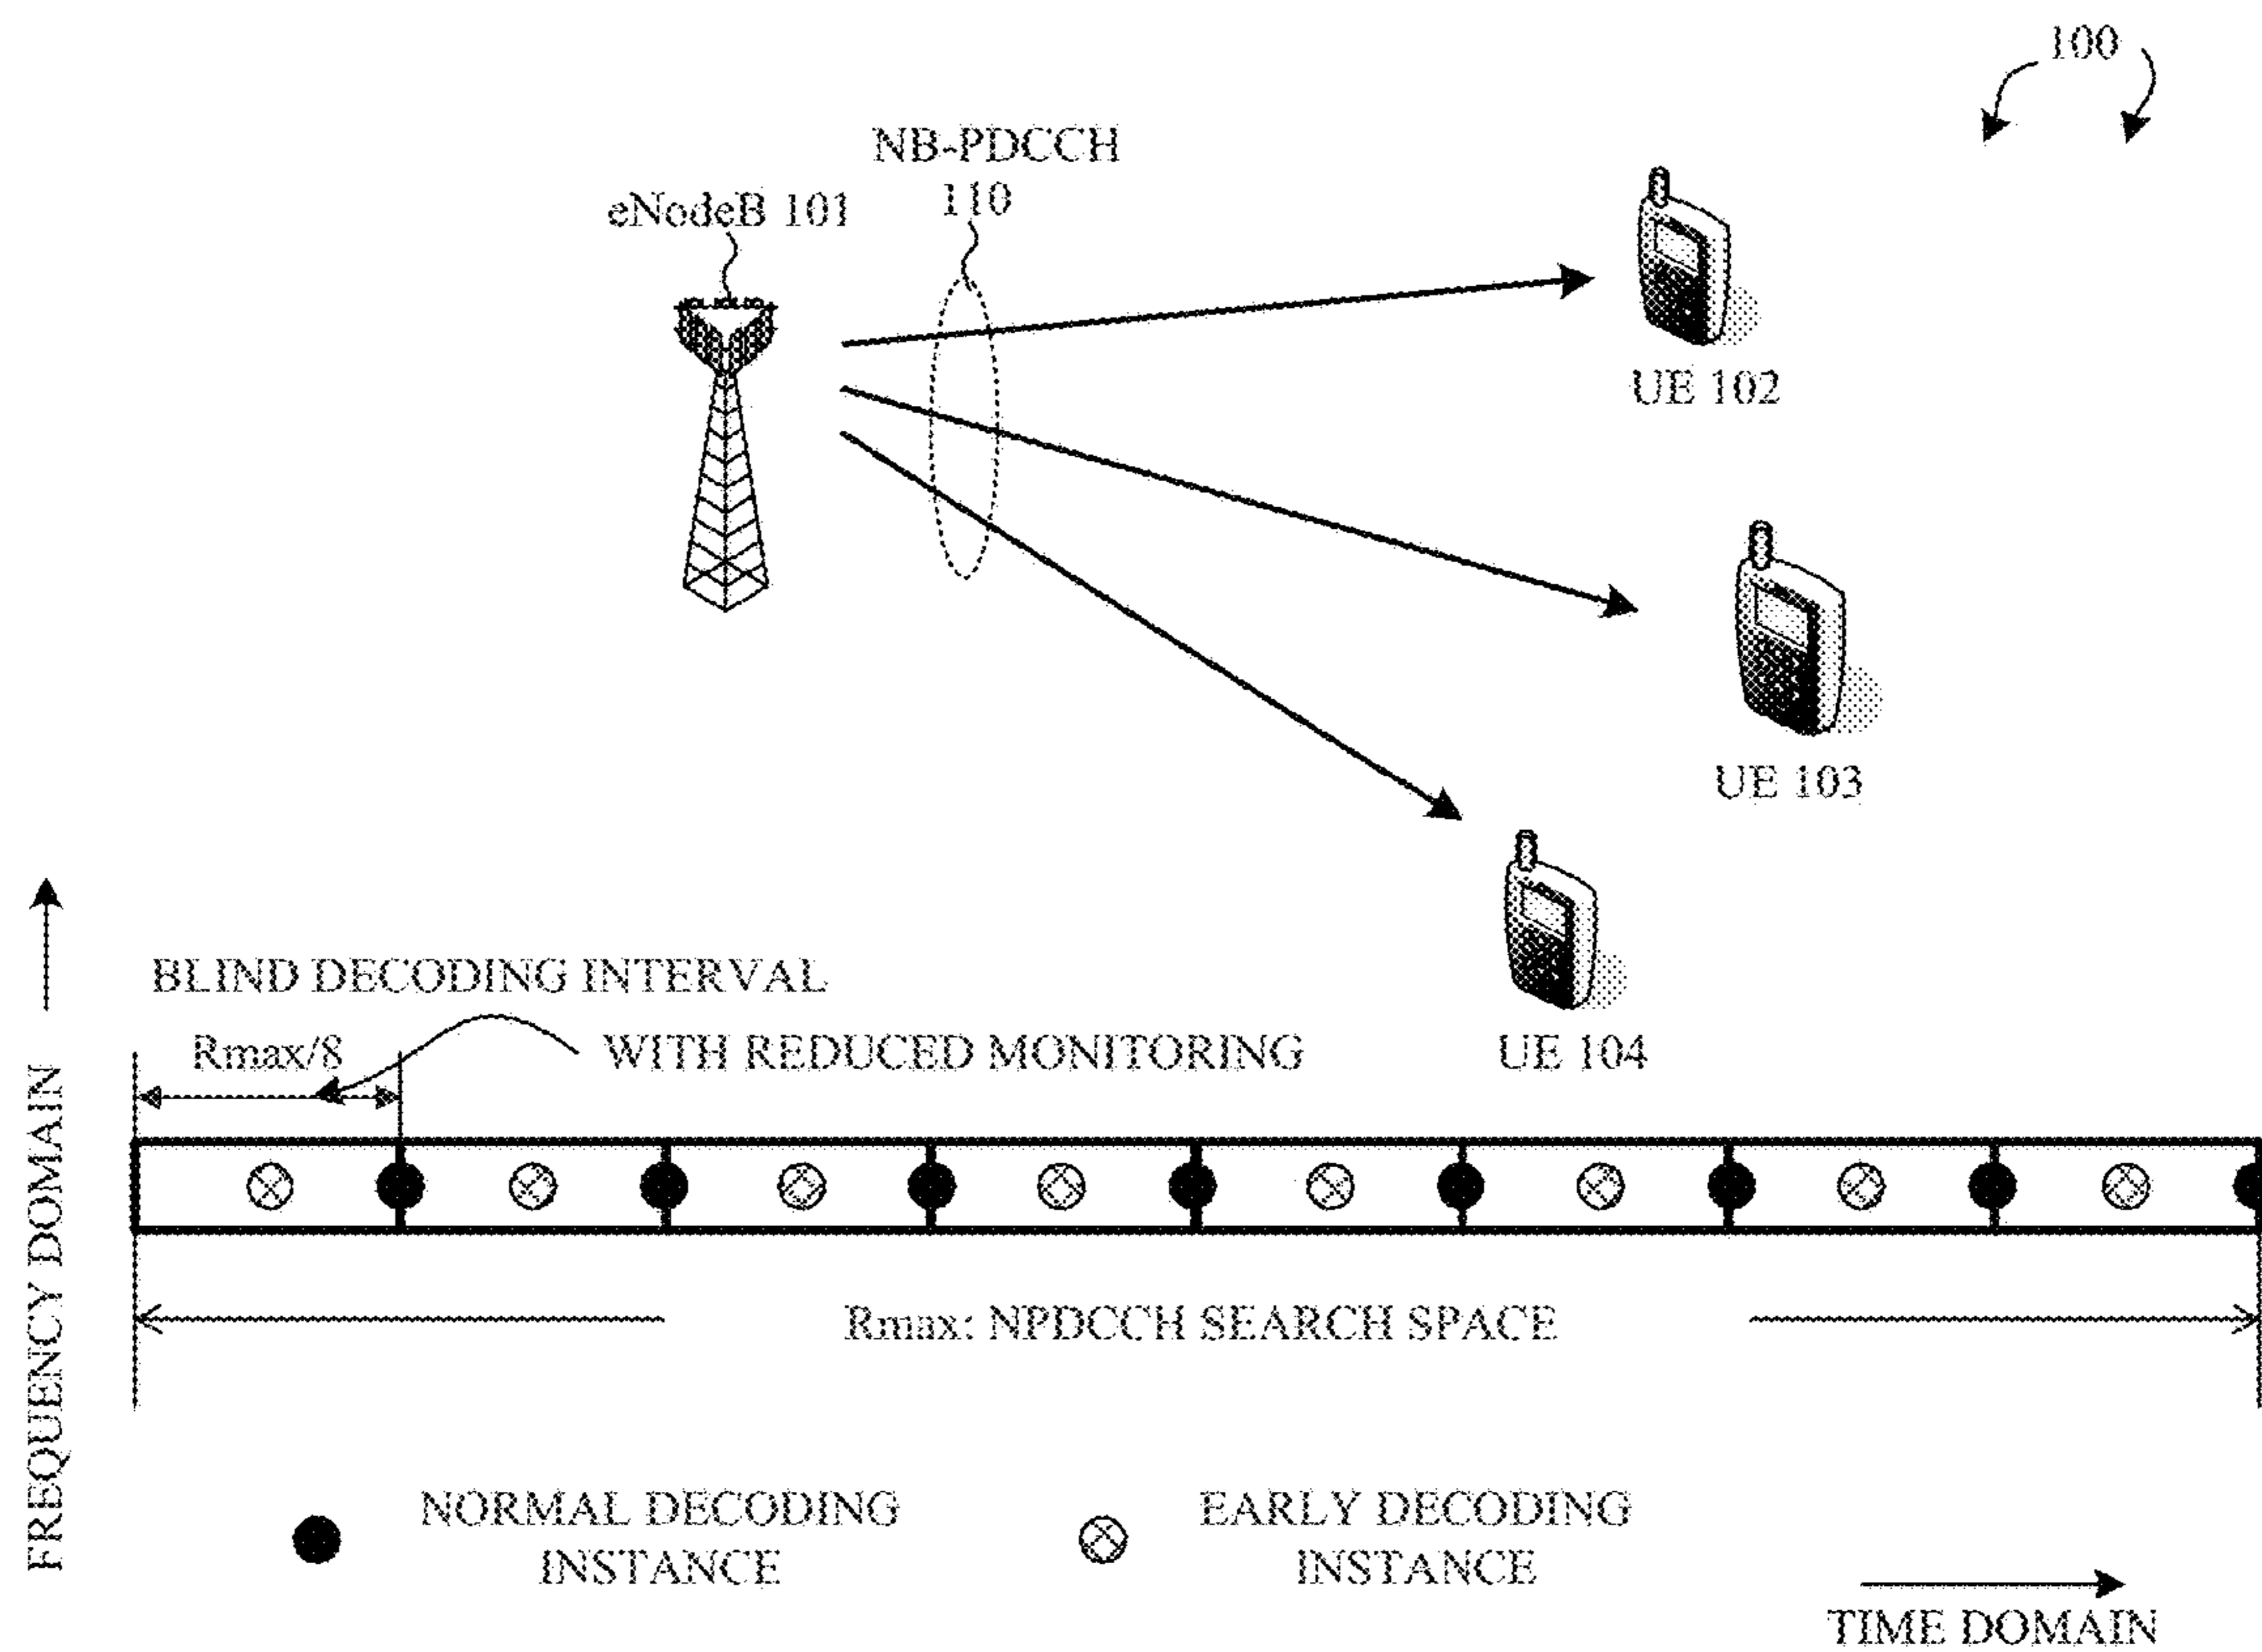 100
NB-PDCCH
110
eNodeB 101
UE 102
UE 103
UE 104
BLIND DECODING INTERVAL
Rmax/8
WITH REDUCED MONITORING
FREQUENCY DOMAIN
Rmax: NPDCCH SEARCH SPACE
NORMAL DECODING
INSTANCE
EARLY DECODING
INSTANCE
TIME DOMAIN